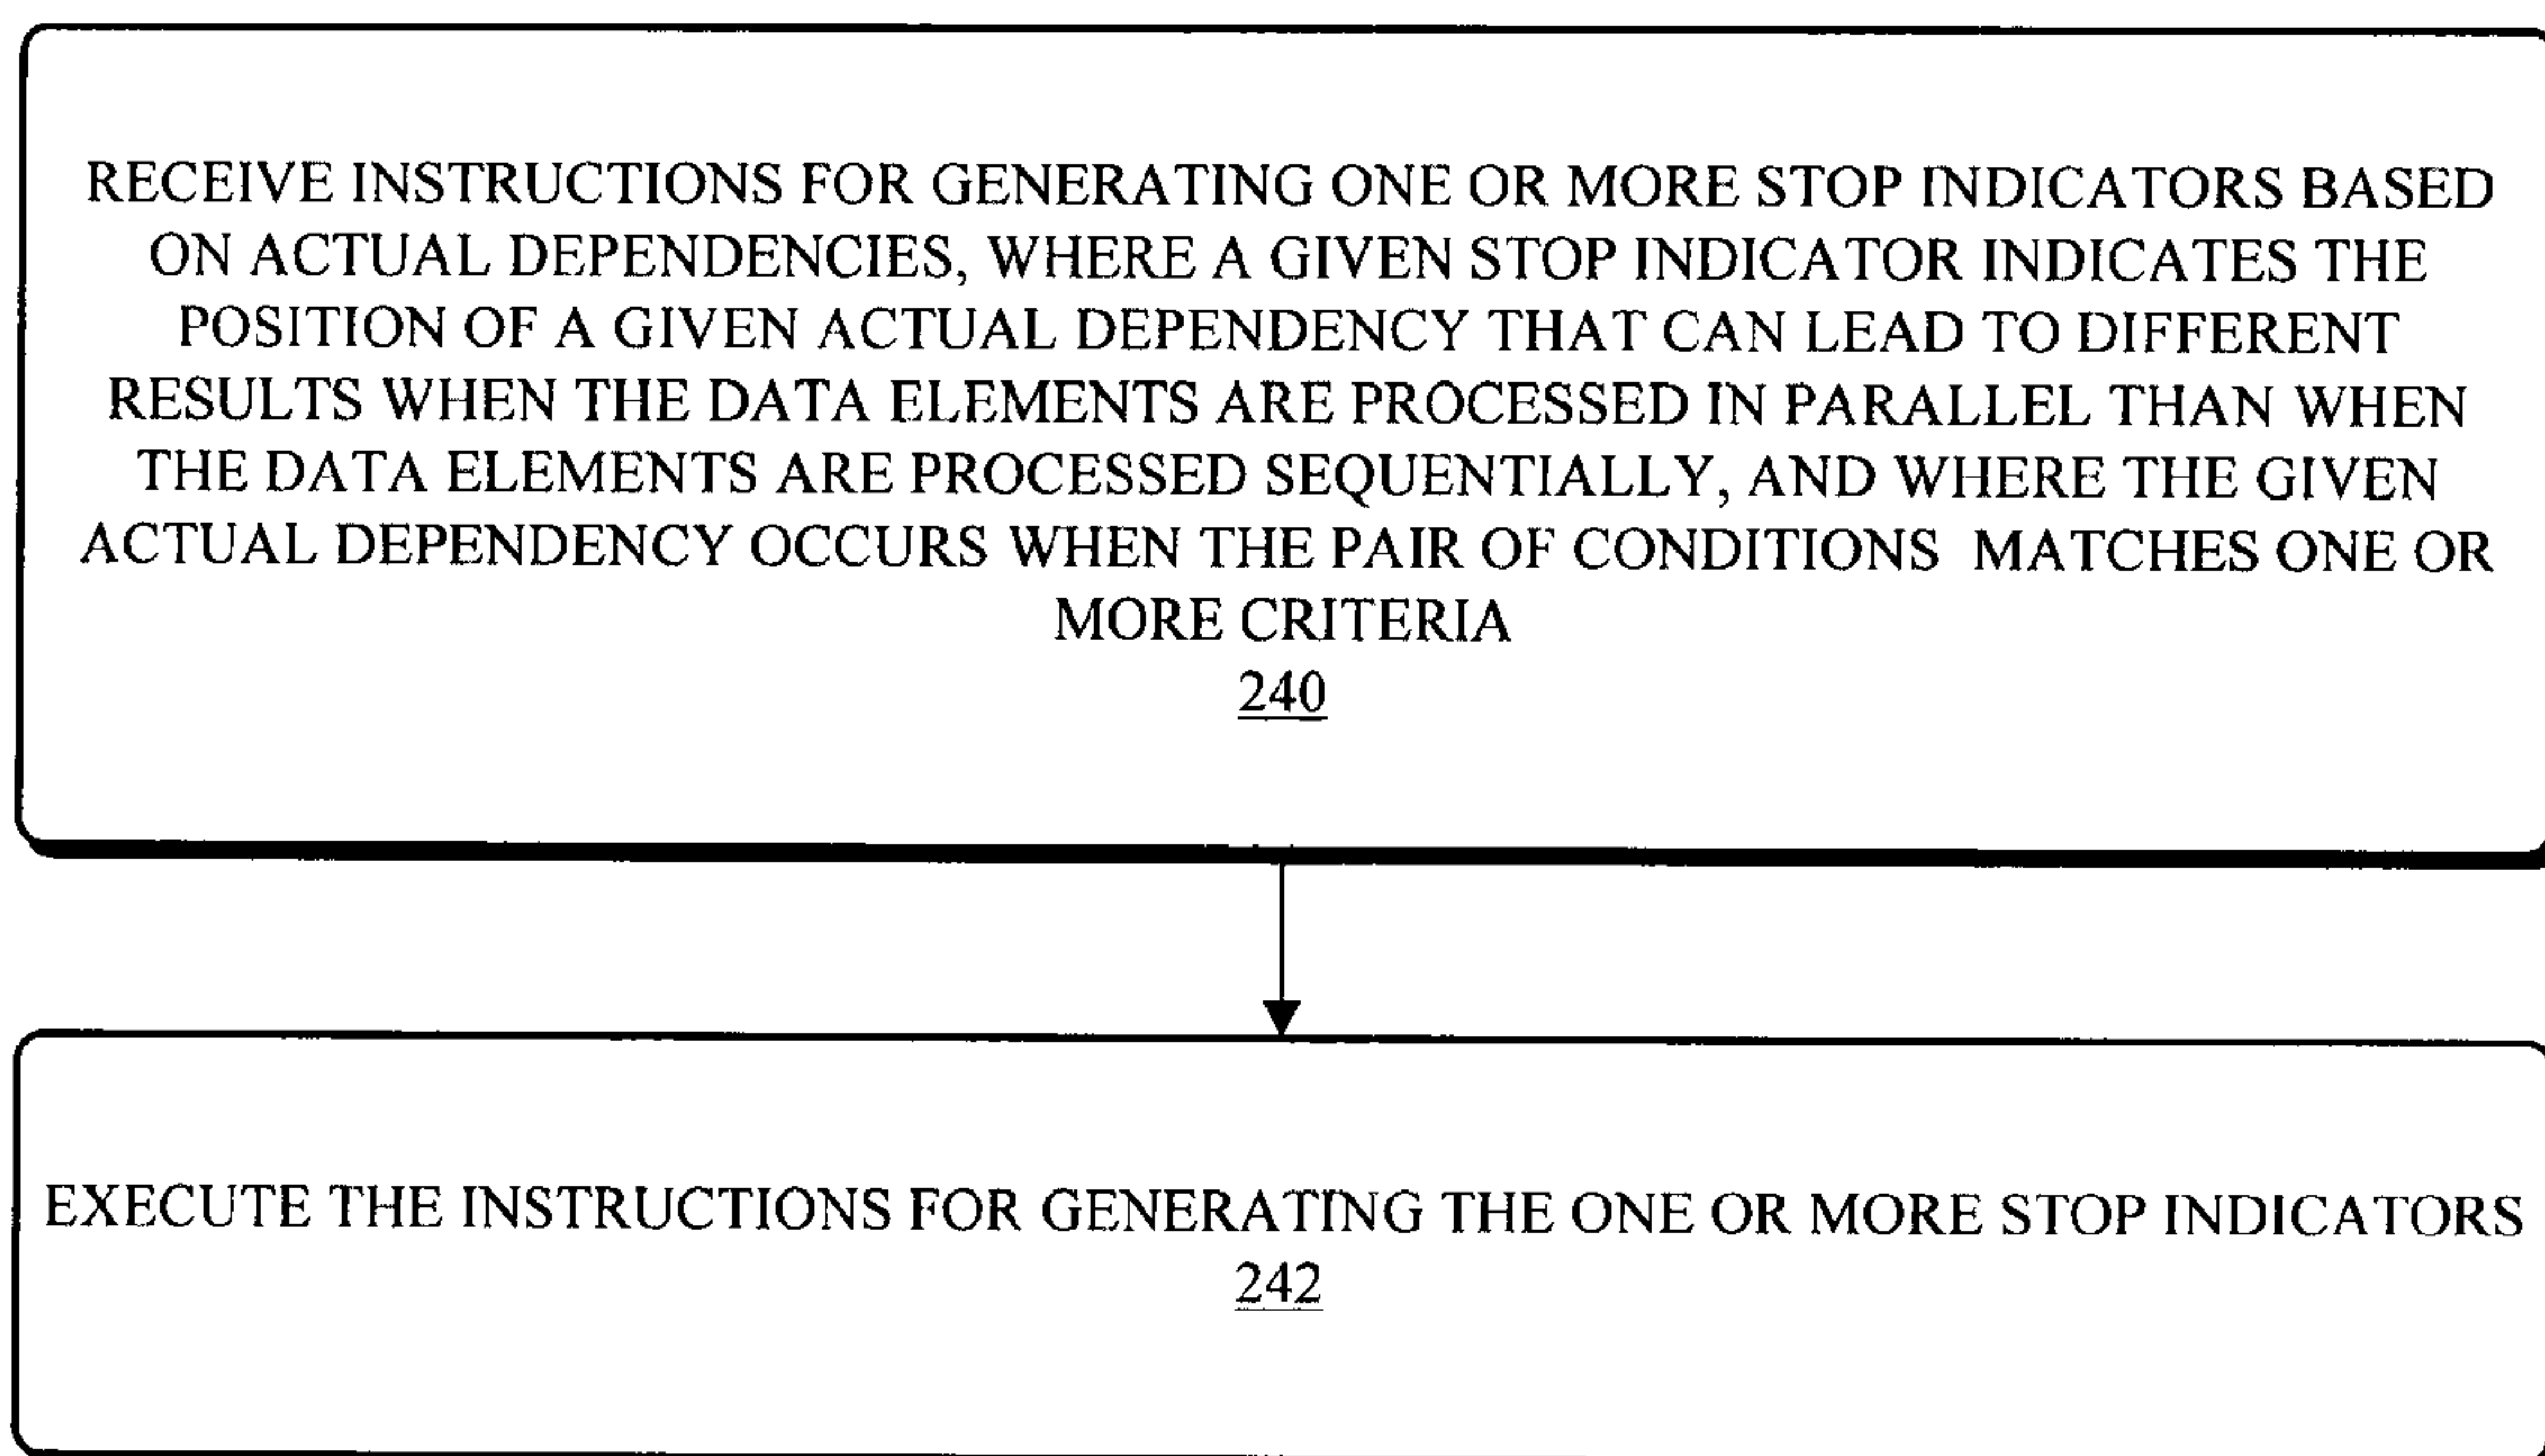 RECEIVE INSTRUCTIONS FOR GENERATING ONE OR MORE STOP INDICATORS BASED
ON ACTUAL DEPENDENCIES, WHERE A GIVEN STOP INDICATOR INDICATES THE
POSITION OF A GIVEN ACTUAL DEPENDENCY THAT CAN LEAD TO DIFFERENT
RESULTS WHEN THE DATA ELEMENTS ARE PROCESSED IN PARALLEL THAN WHEN
THE DATA ELEMENTS ARE PROCESSED SEQUENTIALLY, AND WHERE THE GIVEN
ACTUAL DEPENDENCY OCCURS WHEN THE PAIR OF CONDITIONS MATCHES ONE OR
MORE CRITERIA
240
EXECUTE THE INSTRUCTIONS FOR GENERATING THE ONE OR MORE STOP INDICATORS
242